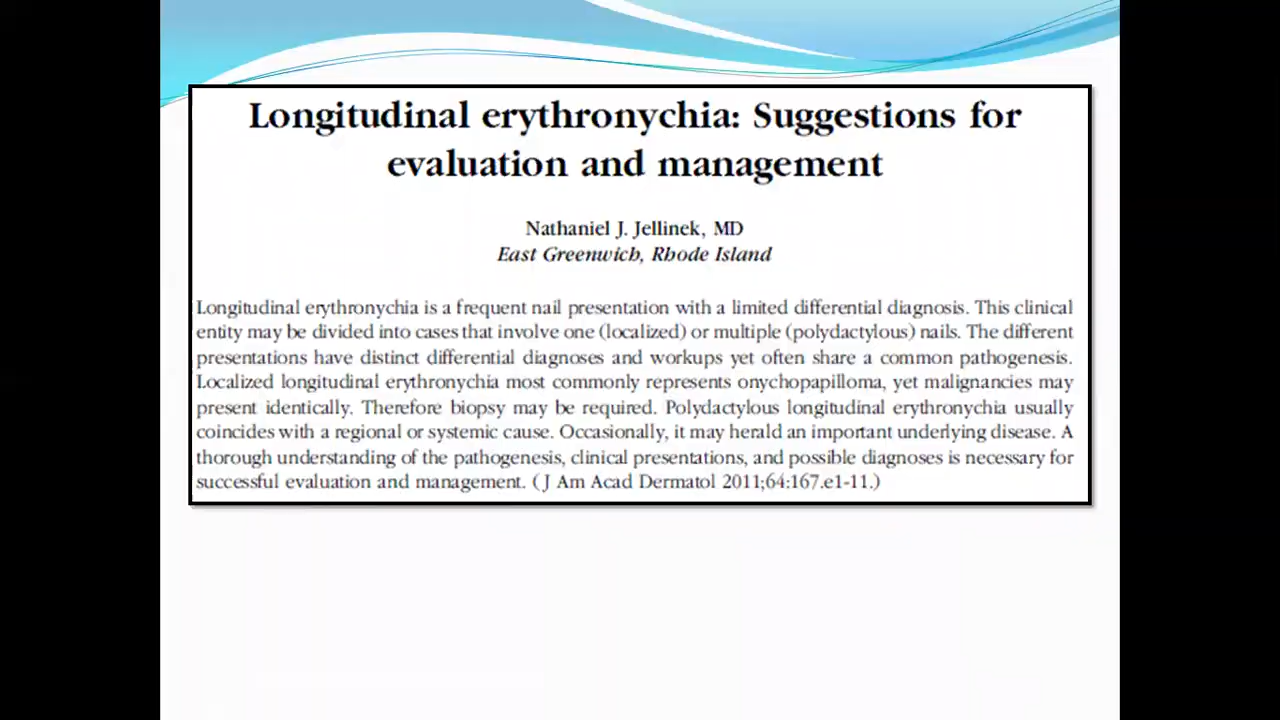 Longitudinal erythronychia: Suggestions for
evaluation and management
Nathaniel J. Jellinek, MD
East Greenwich, Rhode Island
Longitudinal erythronychia is a frequent nail presentation with a limited differential diagnosis. This clinical
entity may be divided into cases that involve one (localized) or multiple (polydactylous) nails. The different
presentations have distinct differential diagnoses and workups yet often share a common pathogenesis.
Localized longitudinal erythronychia most commonly represents onychopapilloma, yet malignancies may
present identically. Therefore biopsy may be required. Polydactylous longitudinal erythronychia usually
coincides with a regional or systemic cause. Occasionally, it may herald an important underlying disease. A
thorough understanding of the pathogenesis, clinical presentations, and possible diagnoses is necessary for
successful evaluation and management. ( J Am Acad Dermatol 2011;64:167.e1-11.)